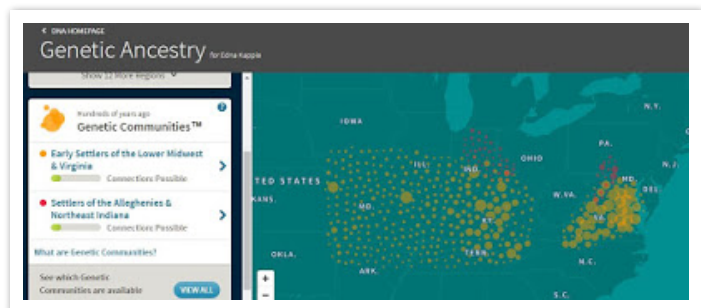 < DNA HOMEPAGE
Genetic Ancestry for Edna Kapple
Show 12 More Regions
Hundreds of years ago
Genetic Communities™
?
Early Settlers of the Lower Midwest
& Virginia
Connection: Possible
Settlers of the Alleghenies &
Northeast Indiana
Connection: Possible
What are Genetic Communities?
See which Genetic
Communities are available
VIEW ALL
+
−
IOWA
N.Y.
PA.
N.J.
OHIO
ILL.
IND.
MD.
DEL.
TED STATES
W.VA.
KANS.
MO.
KY.
VA.
TENN.
N.C.
OKLA.
ARK.
S.C.